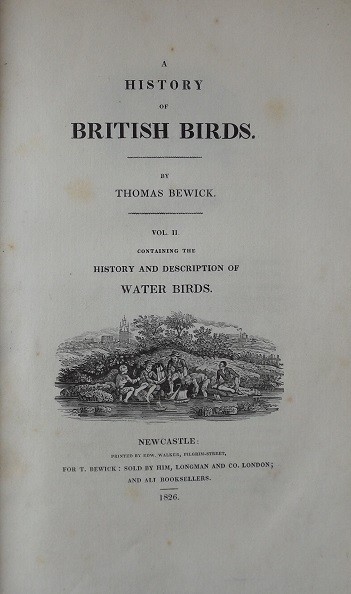 A
HISTORY
OF
BRITISH BIRDS.
BY
THOMAS BEWICK.
VOL. II.
CONTAINING THE
HISTORY AND DESCRIPTION OF
WATER BIRDS.
NEWCASTLE:
PRINTED BY EDW. WALKER, PILGRIM-STREET,
FOR T. BEWICK: SOLD BY HIM, LONGMAN AND CO. LONDON;
AND ALL BOOKSELLERS.
1826.